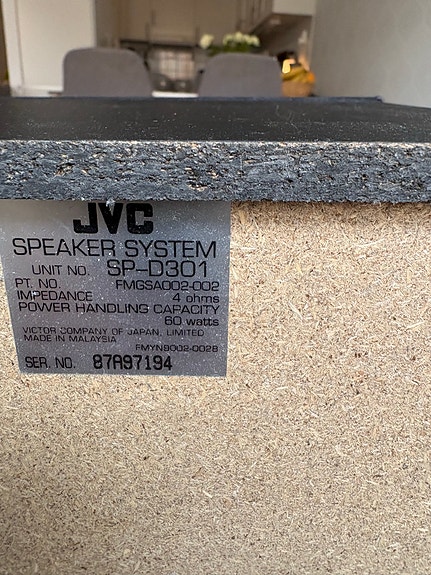 JVC
SPEAKER SYSTEM
UNIT NO. SP-D301
PT. NO. FMGSA002-002
IMPEDANCE 4 ohms
POWER HANDLING CAPACITY
60 watts
VICTOR COMPANY OF JAPAN, LIMITED
MADE IN MALAYSIA
FMYN9002-002B
SER. NO. 87A97194